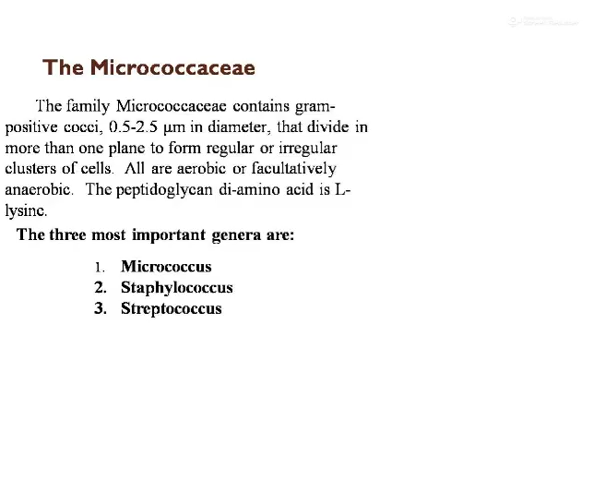 The Micrococcaceae
The family Micrococcaceae contains gram-
positive cocci, 0.5-2.5 µm in diameter, that divide in
more than one plane to form regular or irregular
clusters of cells. All are aerobic or facultatively
anaerobic. The peptidoglycan di-amino acid is L-
lysine.
The three most important genera are:
1. Micrococcus
2. Staphylococcus
3. Streptococcus